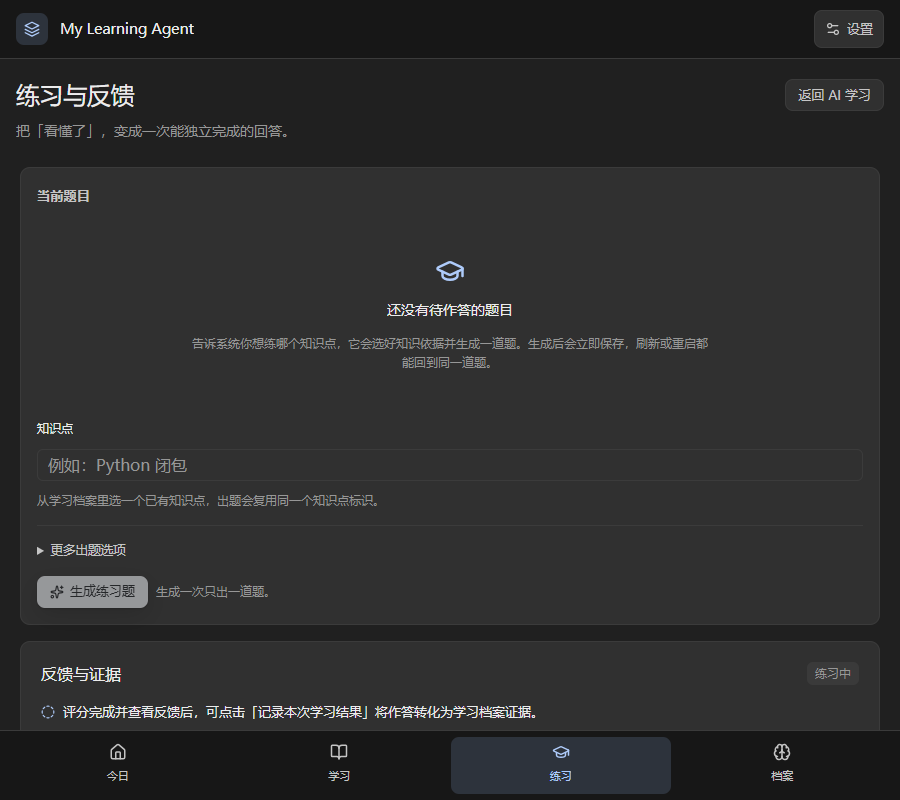 My Learning Agent
设置
练习与反馈
返回 AI 学习
把「看懂了」，变成一次能独立完成的回答。
当前题目
还没有待作答的题目
告诉系统你想练哪个知识点，它会选好知识依据并生成一道题。生成后会立即保存，刷新或重启都
能回到同一道题。
知识点
例如：Python 闭包
从学习档案里选一个已有知识点，出题会复用同一个知识点标识。
更多出题选项
生成练习题
生成一次只出一道题。
反馈与证据
练习中
评分完成并查看反馈后，可点击「记录本次学习结果」将作答转化为学习档案证据。
今日
学习
练习
档案